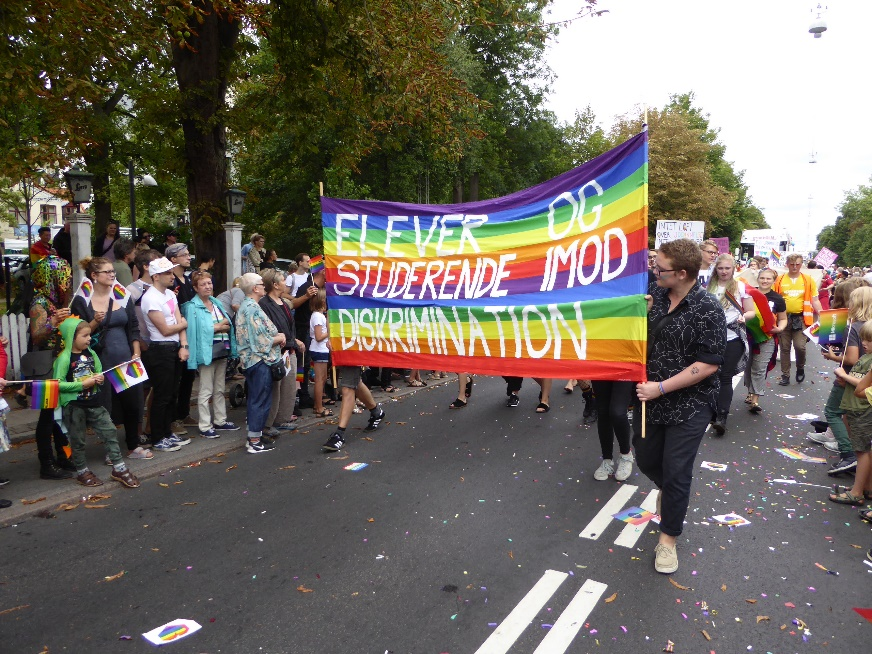 ELEVER OG
STUDERENDE IMOD
DISKRIMINATION